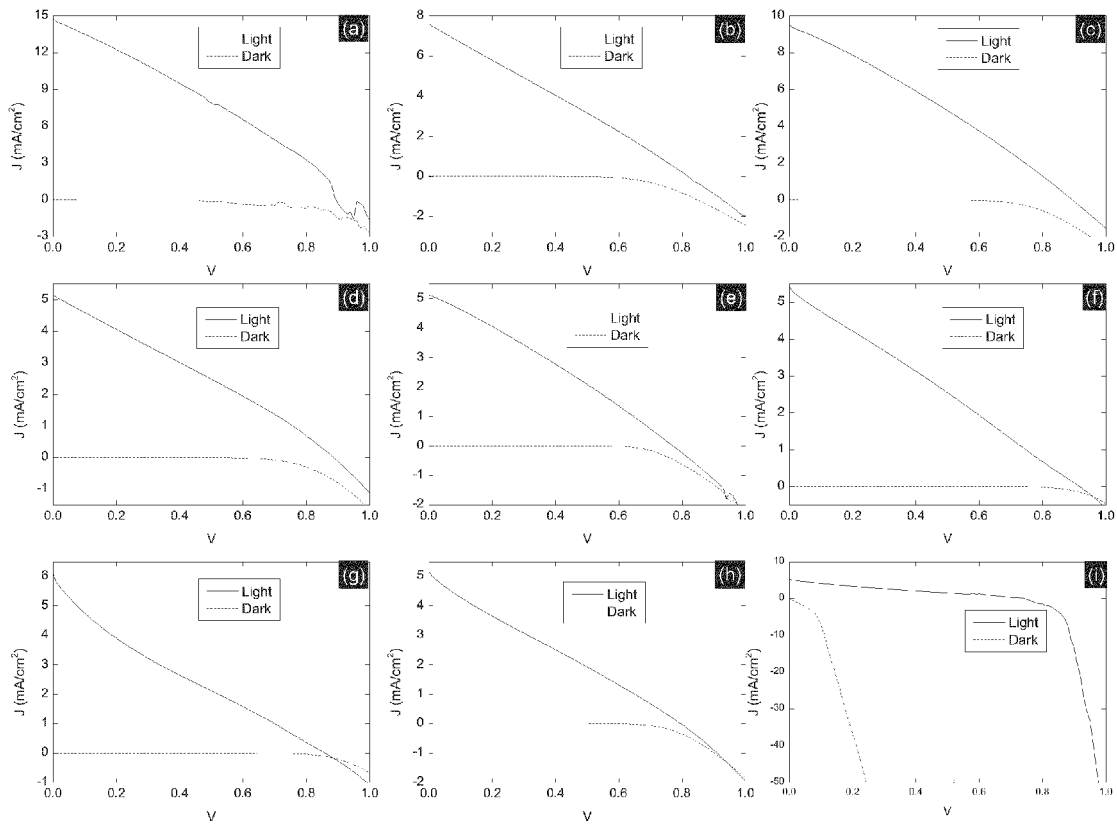 (a)
Light
Dark
15
12
9
6
3
0
-3
J (mA/cm²)
0.0 0.2 0.4 0.6 0.8 1.0
V
(b)
Light
Dark
8
6
4
2
0
-2
J (mA/cm²)
0.0 0.2 0.4 0.6 0.8 1.0
V
(c)
Light
Dark
10
8
6
4
2
0
2
J (mA/cm²)
0.0 0.2 0.4 0.6 0.8 1.0
V
(d)
Light
Dark
5
4
3
2
1
0
-1
J (mA/cm²)
0.0 0.2 0.4 0.6 0.8 1.0
V
(e)
Light
Dark
5
4
3
2
1
0
-1
-2
J (mA/cm²)
0.0 0.2 0.4 0.6 0.8 1.0
V
(f)
Light
Dark
5
4
3
2
1
0
J (mA/cm²)
0.0 0.2 0.4 0.6 0.8 1.0
V
(g)
Light
Dark
6
5
4
3
2
1
0
-1
J (mA/cm²)
0.0 0.2 0.4 0.6 0.8 1.0
V
(h)
Light
Dark
5
4
3
2
1
0
-1
-2
J (mA/cm²)
0.0 0.2 0.4 0.6 0.8 1.0
V
(i)
Light
Dark
10
0
-10
-20
-30
-40
-50
J (mA/cm²)
0.0 0.2 0.4 0.6 0.8 1.0
V